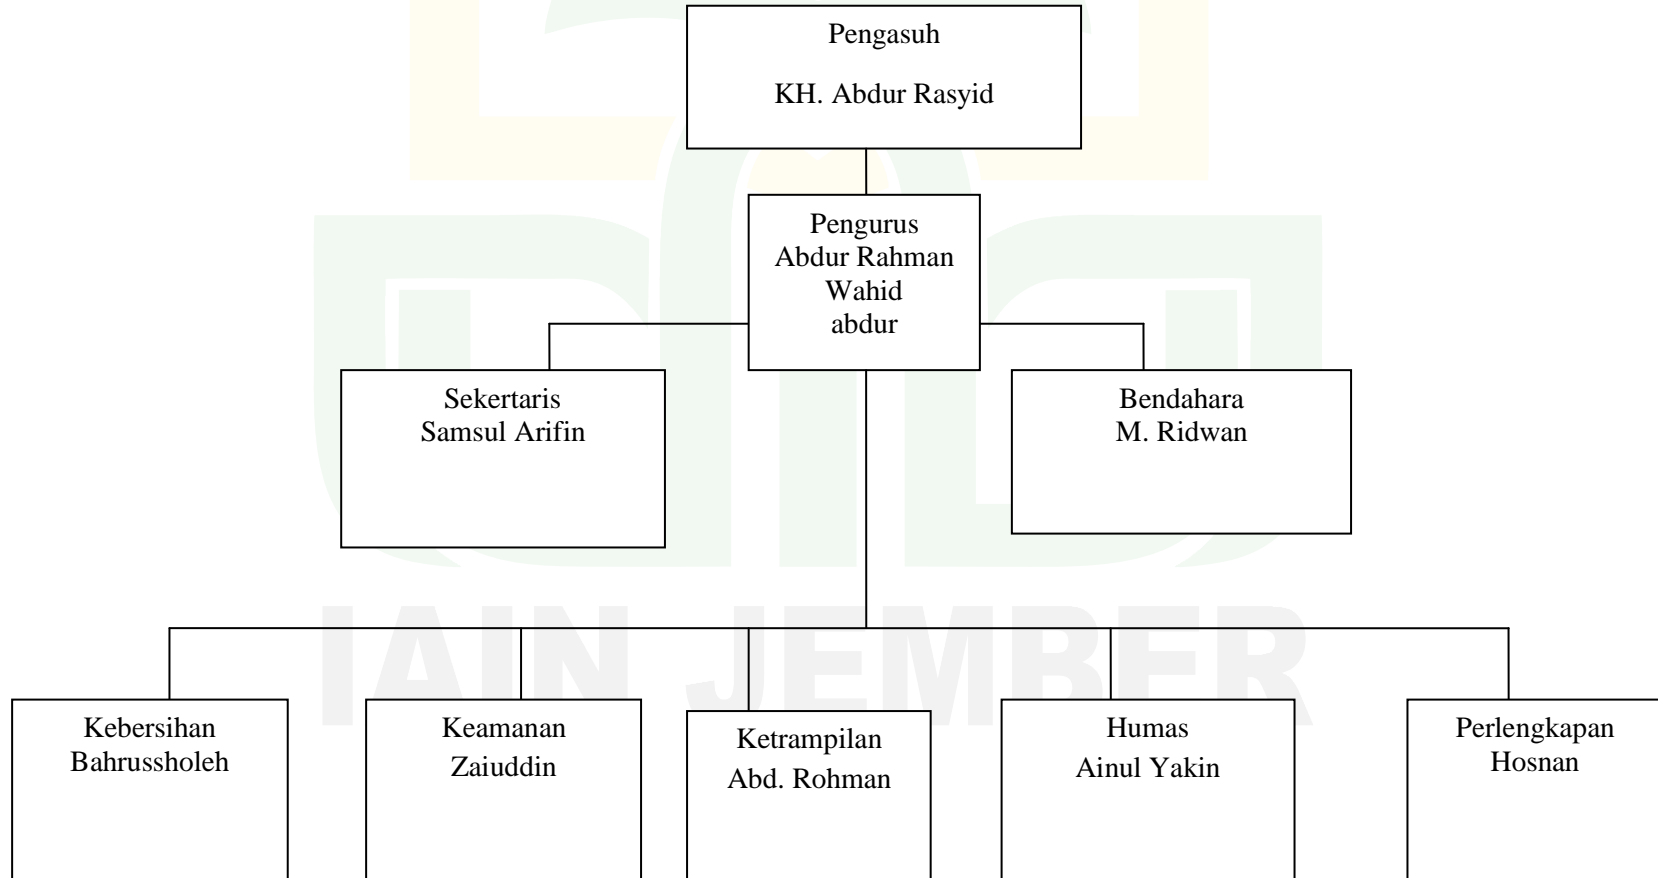 Pengasuh
KH. Abdur Rasyid
Pengurus
Abdur Rahman
Wahid
abdur
Sekertaris
Samsul Arifin
Bendahara
M. Ridwan
IAIN JEMBER
Kebersihan
Bahrussholeh
Keamanan
Zaiuddin
Ketrampilan
Abd. Rohman
Humas
Ainul Yakin
Perlengkapan
Hosnan